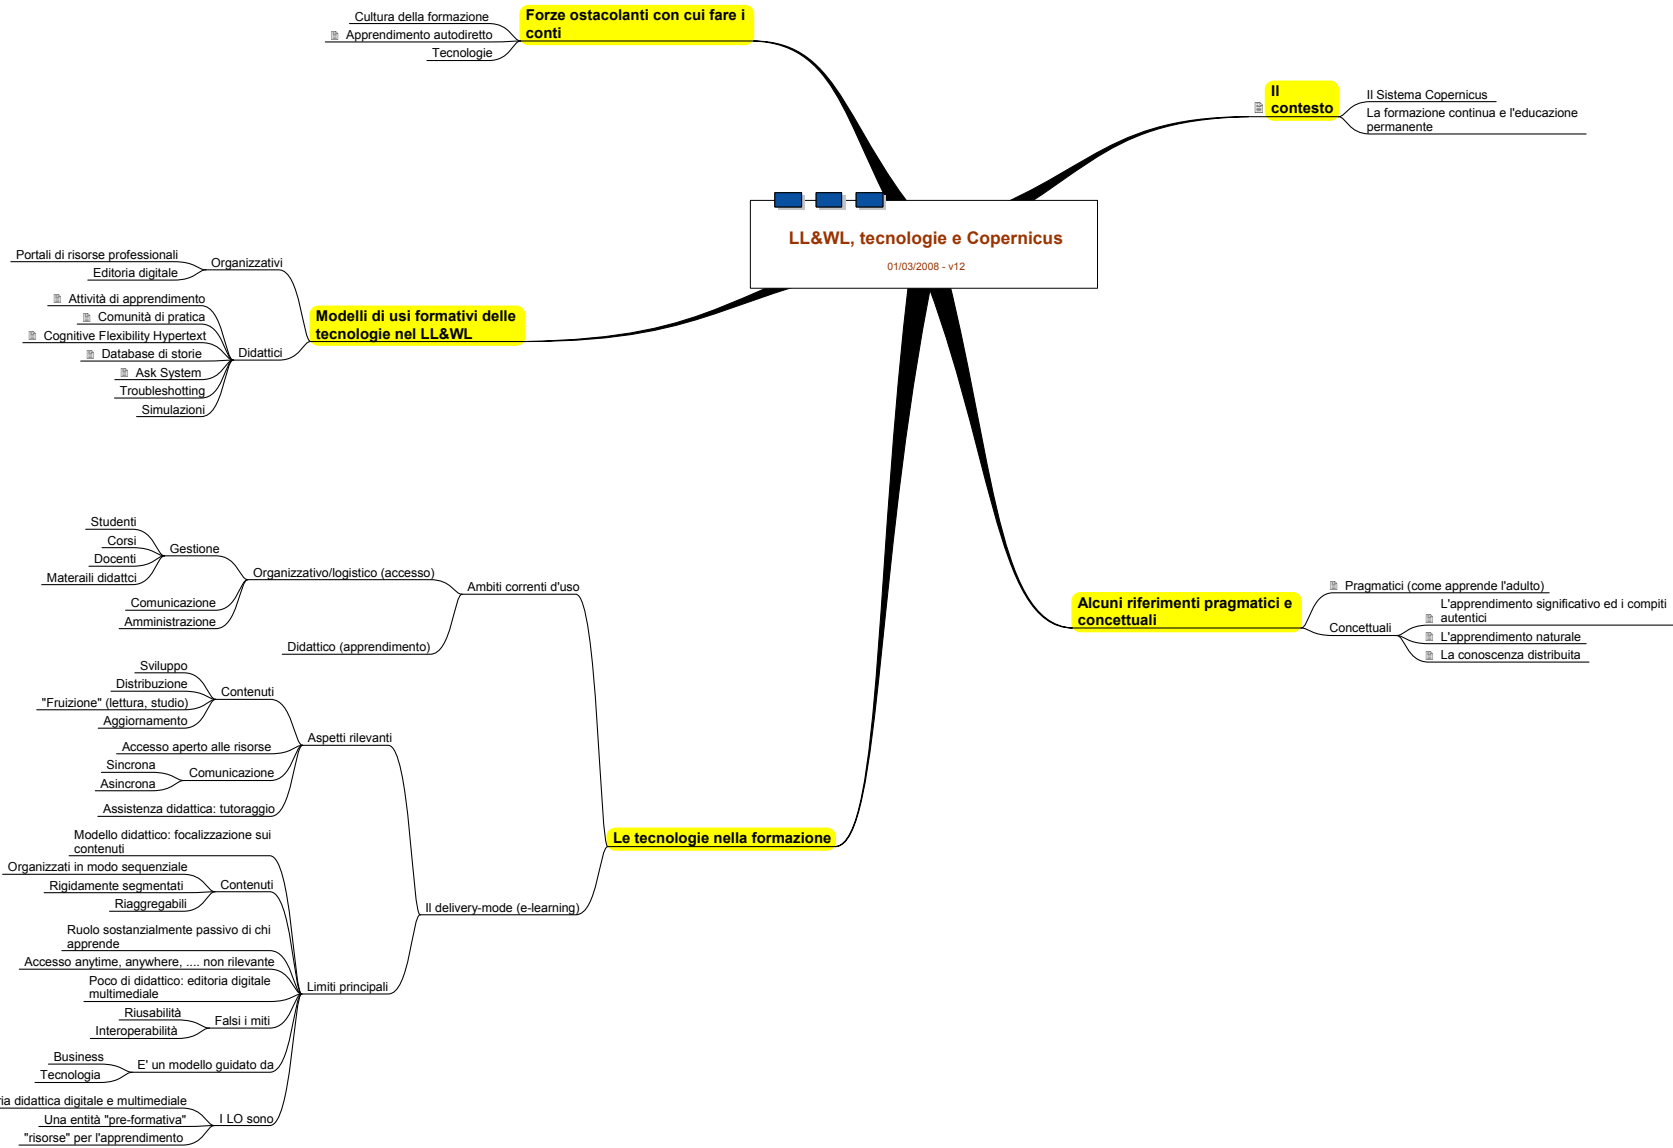 Forze ostacolanti con cui fare i
conti
Cultura della formazione
Apprendimento autodiretto
Tecnologie
Il
contesto
Il Sistema Copernicus
La formazione continua e l'educazione
permanente
LL&WL, tecnologie e Copernicus
01/03/2008 - v12
Modelli di usi formativi delle
tecnologie nel LL&WL
Organizzativi
Portali di risorse professionali
Editoria digitale
Didattici
Attività di apprendimento
Comunità di pratica
Cognitive Flexibility Hypertext
Database di storie
Ask System
Troubleshotting
Simulazioni
Alcuni riferimenti pragmatici e
concettuali
Pragmatici (come apprende l'adulto)
Concettuali
L'apprendimento significativo ed i compiti
autentici
L'apprendimento naturale
La conoscenza distribuita
Le tecnologie nella formazione
Ambiti correnti d'uso
Organizzativo/logistico (accesso)
Gestione
Studenti
Corsi
Docenti
Materaili didattci
Comunicazione
Amministrazione
Didattico (apprendimento)
Il delivery-mode (e-learning)
Aspetti rilevanti
Contenuti
Sviluppo
Distribuzione
"Fruizione" (lettura, studio)
Aggiornamento
Accesso aperto alle risorse
Comunicazione
Sincrona
Asincrona
Assistenza didattica: tutoraggio
Limiti principali
Modello didattico: focalizzazione sui
contenuti
Contenuti
Organizzati in modo sequenziale
Rigidamente segmentati
Riaggregabili
Ruolo sostanzialmente passivo di chi
apprende
Accesso anytime, anywhere, .... non rilevante
Poco di didattico: editoria digitale
multimediale
Falsi i miti
Riusabilità
Interoperabilità
E' un modello guidato da
Business
Tecnologia
I LO sono
didattica digitale e multimediale
Una entità "pre-formativa"
"risorse" per l'apprendimento